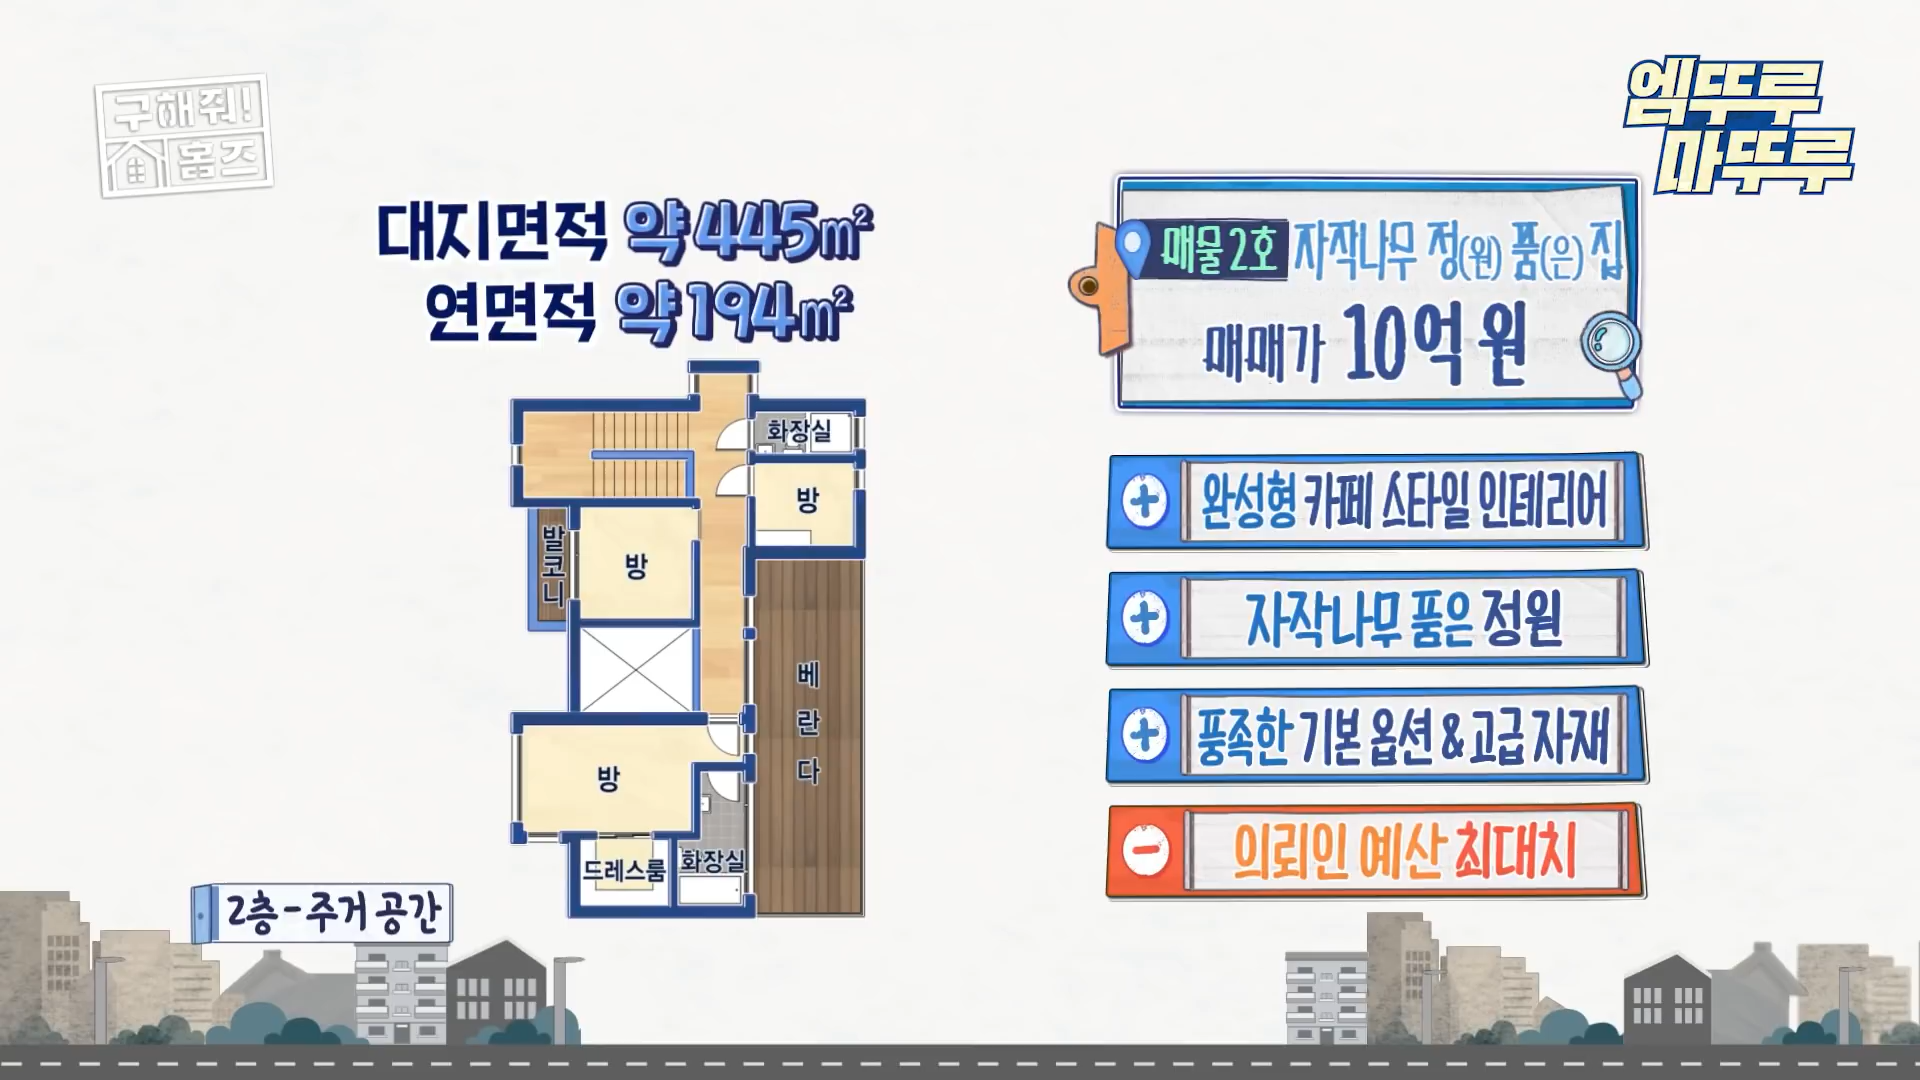 구해줘!
홈즈
엠뚜루
마뚜루
대지면적 약 445m²
연면적 약 194m²
화장실
방
발코니
방
베란다
방
드레스룸
화장실
2층-주거 공간
매물 2호 자작나무 정(원) 품(은) 집
매매가 10억 원
완성형 카페 스타일 인테리어
자작나무 품은 정원
풍족한 기본 옵션 & 고급 자재
의뢰인 예산 최대치